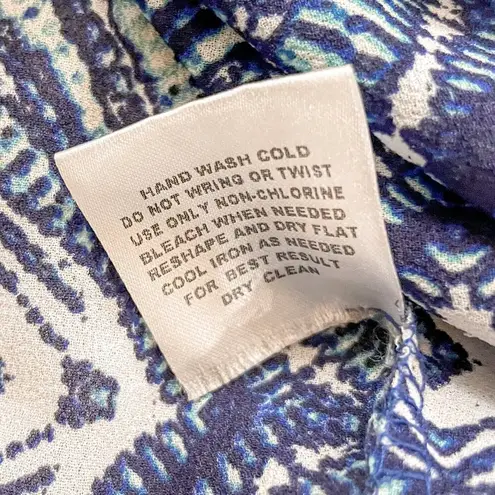 HAND WASH COLD
DO NOT WRING OR TWIST
USE ONLY NON-CHLORINE
BLEACH WHEN NEEDED
RESHAPE AND DRY FLAT
COOL IRON AS NEEDED
FOR BEST RESULT
DRY CLEAN